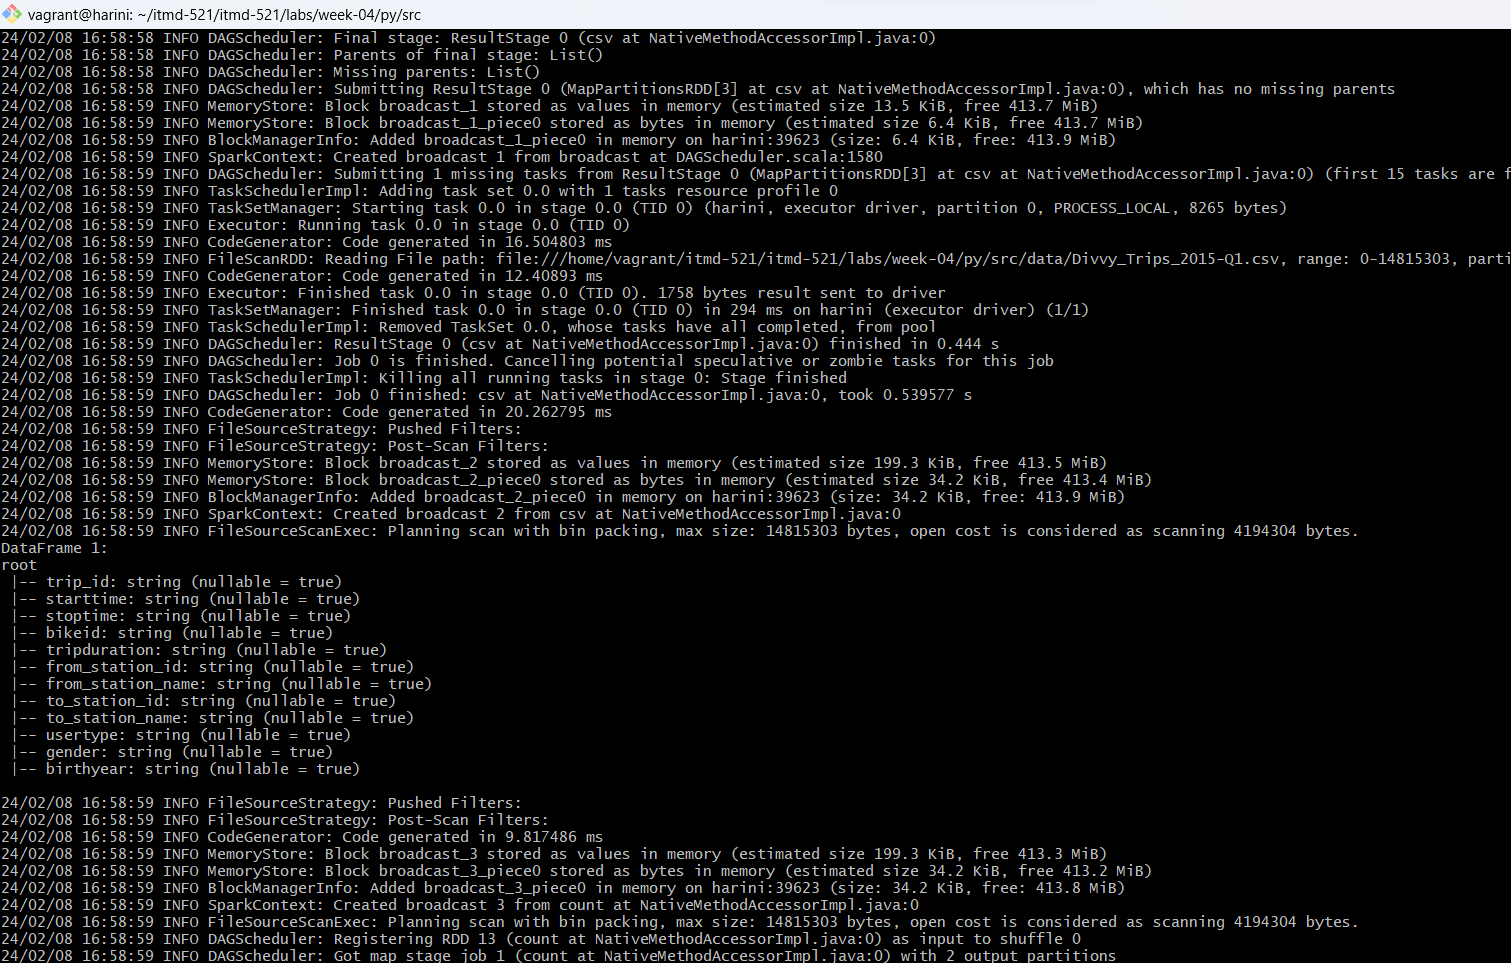 vagrant@harini: ~/itmd-521/itmd-521/labs/week-04/py/src
24/02/08 16:58:58 INFO DAGScheduler: Final stage: ResultStage 0 (csv at NativeMethodAccessorImpl.java:0)
24/02/08 16:58:58 INFO DAGScheduler: Parents of final stage: List()
24/02/08 16:58:58 INFO DAGScheduler: Missing parents: List()
24/02/08 16:58:58 INFO DAGScheduler: Submitting ResultStage 0 (MapPartitionsRDD[3] at csv at NativeMethodAccessorImpl.java:0), which has no missing parents
24/02/08 16:58:59 INFO MemoryStore: Block broadcast_1 stored as values in memory (estimated size 13.5 KiB, free 413.7 MiB)
24/02/08 16:58:59 INFO MemoryStore: Block broadcast_1_piece0 stored as bytes in memory (estimated size 6.4 KiB, free 413.7 MiB)
24/02/08 16:58:59 INFO BlockManagerInfo: Added broadcast_1_piece0 in memory on harini:39623 (size: 6.4 KiB, free: 413.9 MiB)
24/02/08 16:58:59 INFO SparkContext: Created broadcast 1 from broadcast at DAGScheduler.scala:1580
24/02/08 16:58:59 INFO DAGScheduler: Submitting 1 missing tasks from ResultStage 0 (MapPartitionsRDD[3] at csv at NativeMethodAccessorImpl.java:0) (first 15 tasks are f
24/02/08 16:58:59 INFO TaskSchedulerImpl: Adding task set 0.0 with 1 tasks resource profile 0
24/02/08 16:58:59 INFO TaskSetManager: Starting task 0.0 in stage 0.0 (TID 0) (harini, executor driver, partition 0, PROCESS_LOCAL, 8265 bytes)
24/02/08 16:58:59 INFO Executor: Running task 0.0 in stage 0.0 (TID 0)
24/02/08 16:58:59 INFO CodeGenerator: Code generated in 16.504803 ms
24/02/08 16:58:59 INFO FileScanRDD: Reading File path: file:///home/vagrant/itmd-521/itmd-521/labs/week-04/py/src/data/Divvy_Trips_2015-Q1.csv, range: 0-14815303, parti
24/02/08 16:58:59 INFO CodeGenerator: Code generated in 12.40893 ms
24/02/08 16:58:59 INFO Executor: Finished task 0.0 in stage 0.0 (TID 0). 1758 bytes result sent to driver
24/02/08 16:58:59 INFO TaskSetManager: Finished task 0.0 in stage 0.0 (TID 0) in 294 ms on harini (executor driver) (1/1)
24/02/08 16:58:59 INFO TaskSchedulerImpl: Removed TaskSet 0.0, whose tasks have all completed, from pool
24/02/08 16:58:59 INFO DAGScheduler: ResultStage 0 (csv at NativeMethodAccessorImpl.java:0) finished in 0.444 s
24/02/08 16:58:59 INFO DAGScheduler: Job 0 is finished. Cancelling potential speculative or zombie tasks for this job
24/02/08 16:58:59 INFO TaskSchedulerImpl: Killing all running tasks in stage 0: Stage finished
24/02/08 16:58:59 INFO DAGScheduler: Job 0 finished: csv at NativeMethodAccessorImpl.java:0, took 0.539577 s
24/02/08 16:58:59 INFO CodeGenerator: Code generated in 20.262795 ms
24/02/08 16:58:59 INFO FileSourceStrategy: Pushed Filters:
24/02/08 16:58:59 INFO FileSourceStrategy: Post-Scan Filters:
24/02/08 16:58:59 INFO MemoryStore: Block broadcast_2 stored as values in memory (estimated size 199.3 KiB, free 413.5 MiB)
24/02/08 16:58:59 INFO MemoryStore: Block broadcast_2_piece0 stored as bytes in memory (estimated size 34.2 KiB, free 413.4 MiB)
24/02/08 16:58:59 INFO BlockManagerInfo: Added broadcast_2_piece0 in memory on harini:39623 (size: 34.2 KiB, free: 413.9 MiB)
24/02/08 16:58:59 INFO SparkContext: Created broadcast 2 from csv at NativeMethodAccessorImpl.java:0
24/02/08 16:58:59 INFO FileSourceScanExec: Planning scan with bin packing, max size: 14815303 bytes, open cost is considered as scanning 4194304 bytes.
DataFrame 1:
root
 |-- trip_id: string (nullable = true)
 |-- starttime: string (nullable = true)
 |-- stoptime: string (nullable = true)
 |-- bikeid: string (nullable = true)
 |-- tripduration: string (nullable = true)
 |-- from_station_id: string (nullable = true)
 |-- from_station_name: string (nullable = true)
 |-- to_station_id: string (nullable = true)
 |-- to_station_name: string (nullable = true)
 |-- usertype: string (nullable = true)
 |-- gender: string (nullable = true)
 |-- birthyear: string (nullable = true)
24/02/08 16:58:59 INFO FileSourceStrategy: Pushed Filters:
24/02/08 16:58:59 INFO FileSourceStrategy: Post-Scan Filters:
24/02/08 16:58:59 INFO CodeGenerator: Code generated in 9.817486 ms
24/02/08 16:58:59 INFO MemoryStore: Block broadcast_3 stored as values in memory (estimated size 199.3 KiB, free 413.3 MiB)
24/02/08 16:58:59 INFO MemoryStore: Block broadcast_3_piece0 stored as bytes in memory (estimated size 34.2 KiB, free 413.2 MiB)
24/02/08 16:58:59 INFO BlockManagerInfo: Added broadcast_3_piece0 in memory on harini:39623 (size: 34.2 KiB, free: 413.8 MiB)
24/02/08 16:58:59 INFO SparkContext: Created broadcast 3 from count at NativeMethodAccessorImpl.java:0
24/02/08 16:58:59 INFO FileSourceScanExec: Planning scan with bin packing, max size: 14815303 bytes, open cost is considered as scanning 4194304 bytes.
24/02/08 16:58:59 INFO DAGScheduler: Registering RDD 13 (count at NativeMethodAccessorImpl.java:0) as input to shuffle 0
24/02/08 16:58:59 INFO DAGScheduler: Got map stage job 1 (count at NativeMethodAccessorImpl.java:0) with 2 output partitions